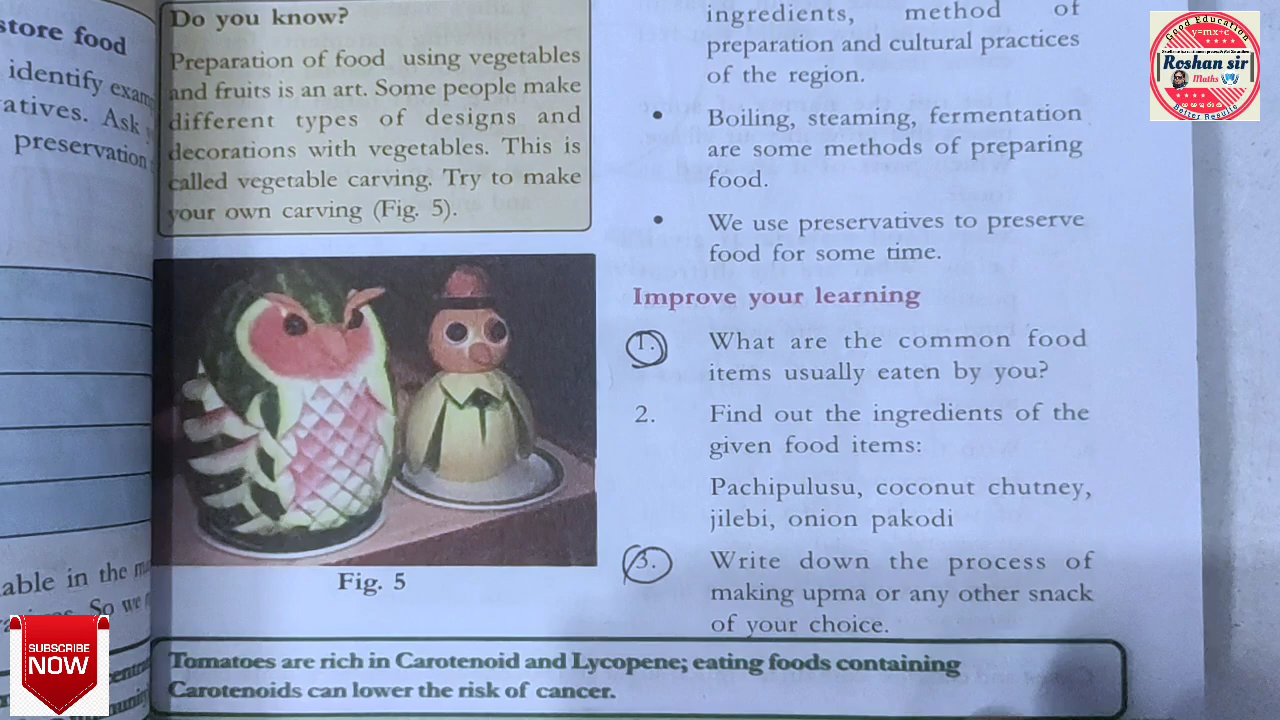 store food
identify exam
atives. Ask
preservation
able in the
So we
Do you know?
Preparation of food using vegetables
and fruits is an art. Some people make
different types of designs and
decorations with vegetables. This is
called vegetable carving. Try to make
your own carving (Fig. 5).
Fig. 5
ingredients, method of
preparation and cultural practices
of the region.
• Boiling, steaming, fermentation
are some methods of preparing
food.
• We use preservatives to preserve
food for some time.
Improve your learning
1. What are the common food
items usually eaten by you?
2. Find out the ingredients of the
given food items:
Pachipulusu, coconut chutney,
jilebi, onion pakodi
3. Write down the process of
making upma or any other snack
of your choice.
Tomatoes are rich in Carotenoid and Lycopene; eating foods containing
Carotenoids can lower the risk of cancer.
Good Education
y=mx+c
Roshan sir
Maths
Better Results
SUBSCRIBE
NOW